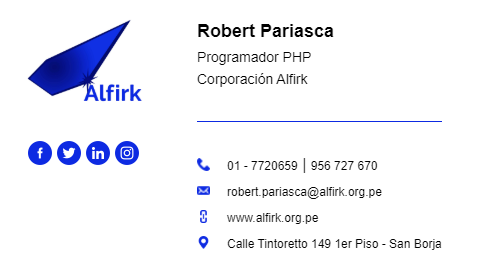 Alfirk
Robert Pariasca
Programador PHP
Corporación Alfirk
01 - 7720659 | 956 727 670
robert.pariasca@alfirk.org.pe
www.alfirk.org.pe
Calle Tintoretto 149 1er Piso - San Borja